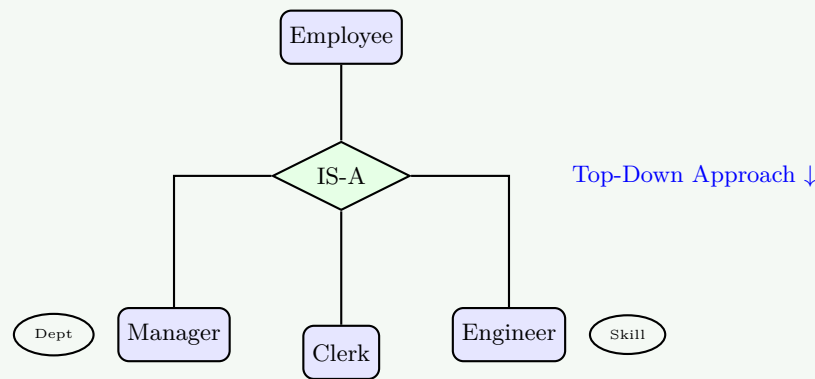 Employee
IS-A
Top-Down Approach ↓
Dept
Manager
Clerk
Engineer
Skill